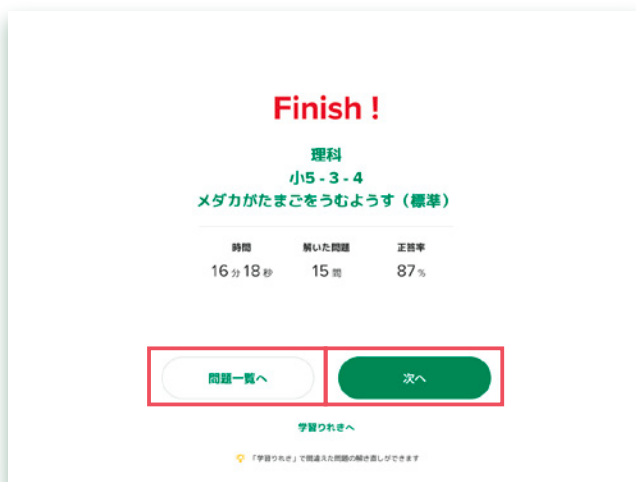 Finish !
理科
小5 - 3 - 4
メダカがたまごをうむようす（標準）
時間 解いた問題 正答率
16分18秒 15問 87%
問題一覧へ 次へ
学習りれきへ
「学習りれき」で間違えた問題の解き直しができます